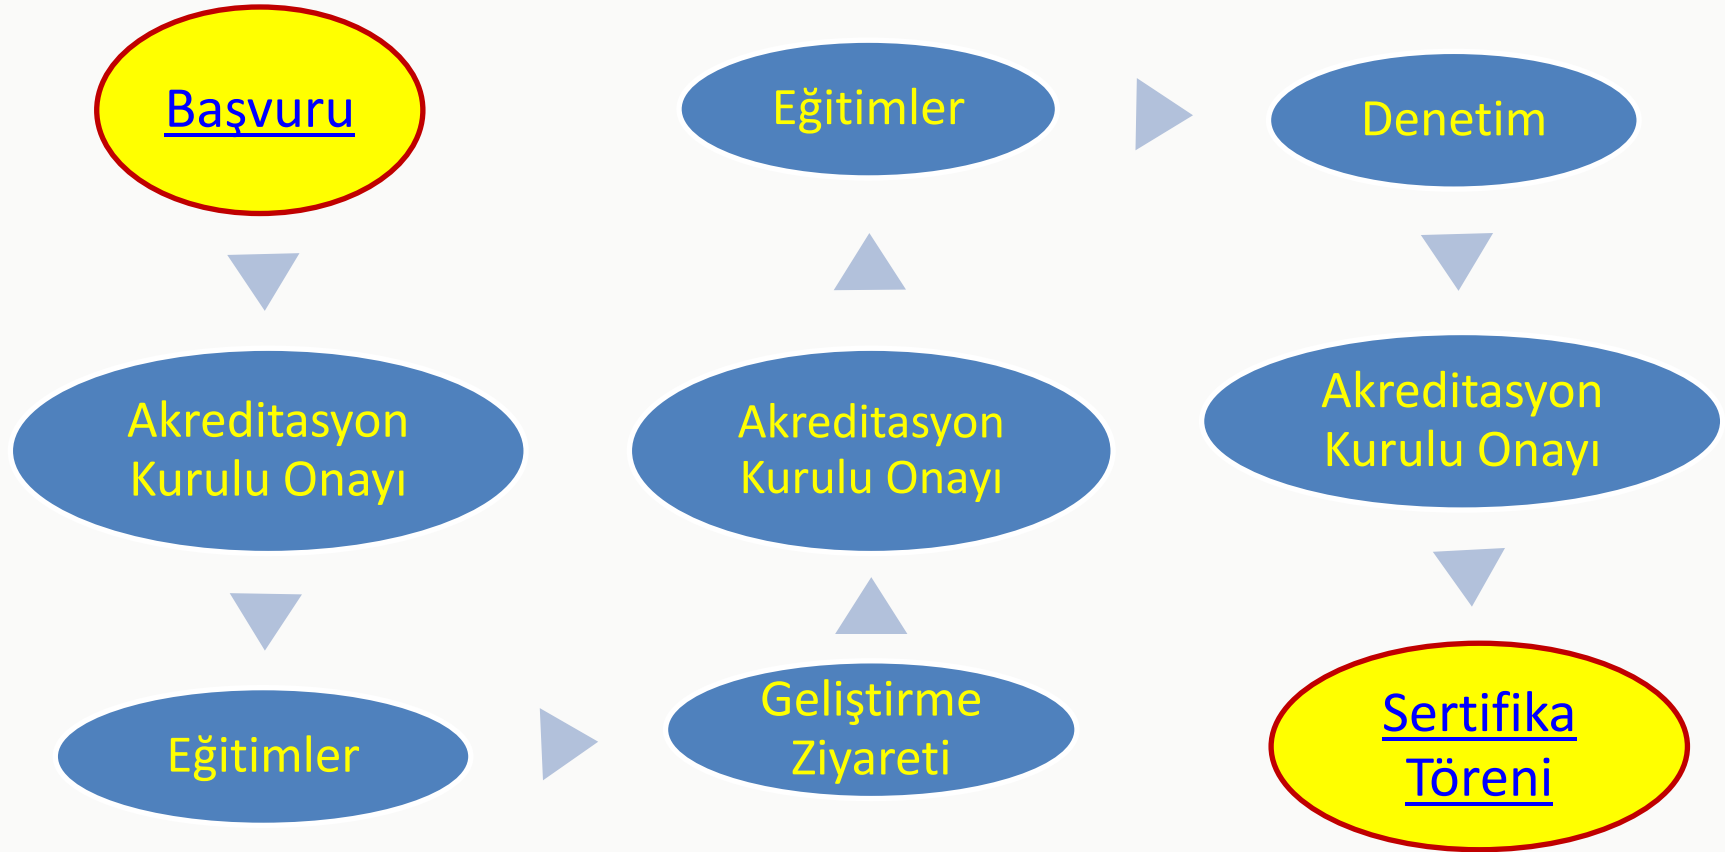 Başvuru
Akreditasyon
Kurulu Onayı
Eğitimler
Geliştirme
Ziyareti
Akreditasyon
Kurulu Onayı
Eğitimler
Denetim
Akreditasyon
Kurulu Onayı
Sertifika
Töreni